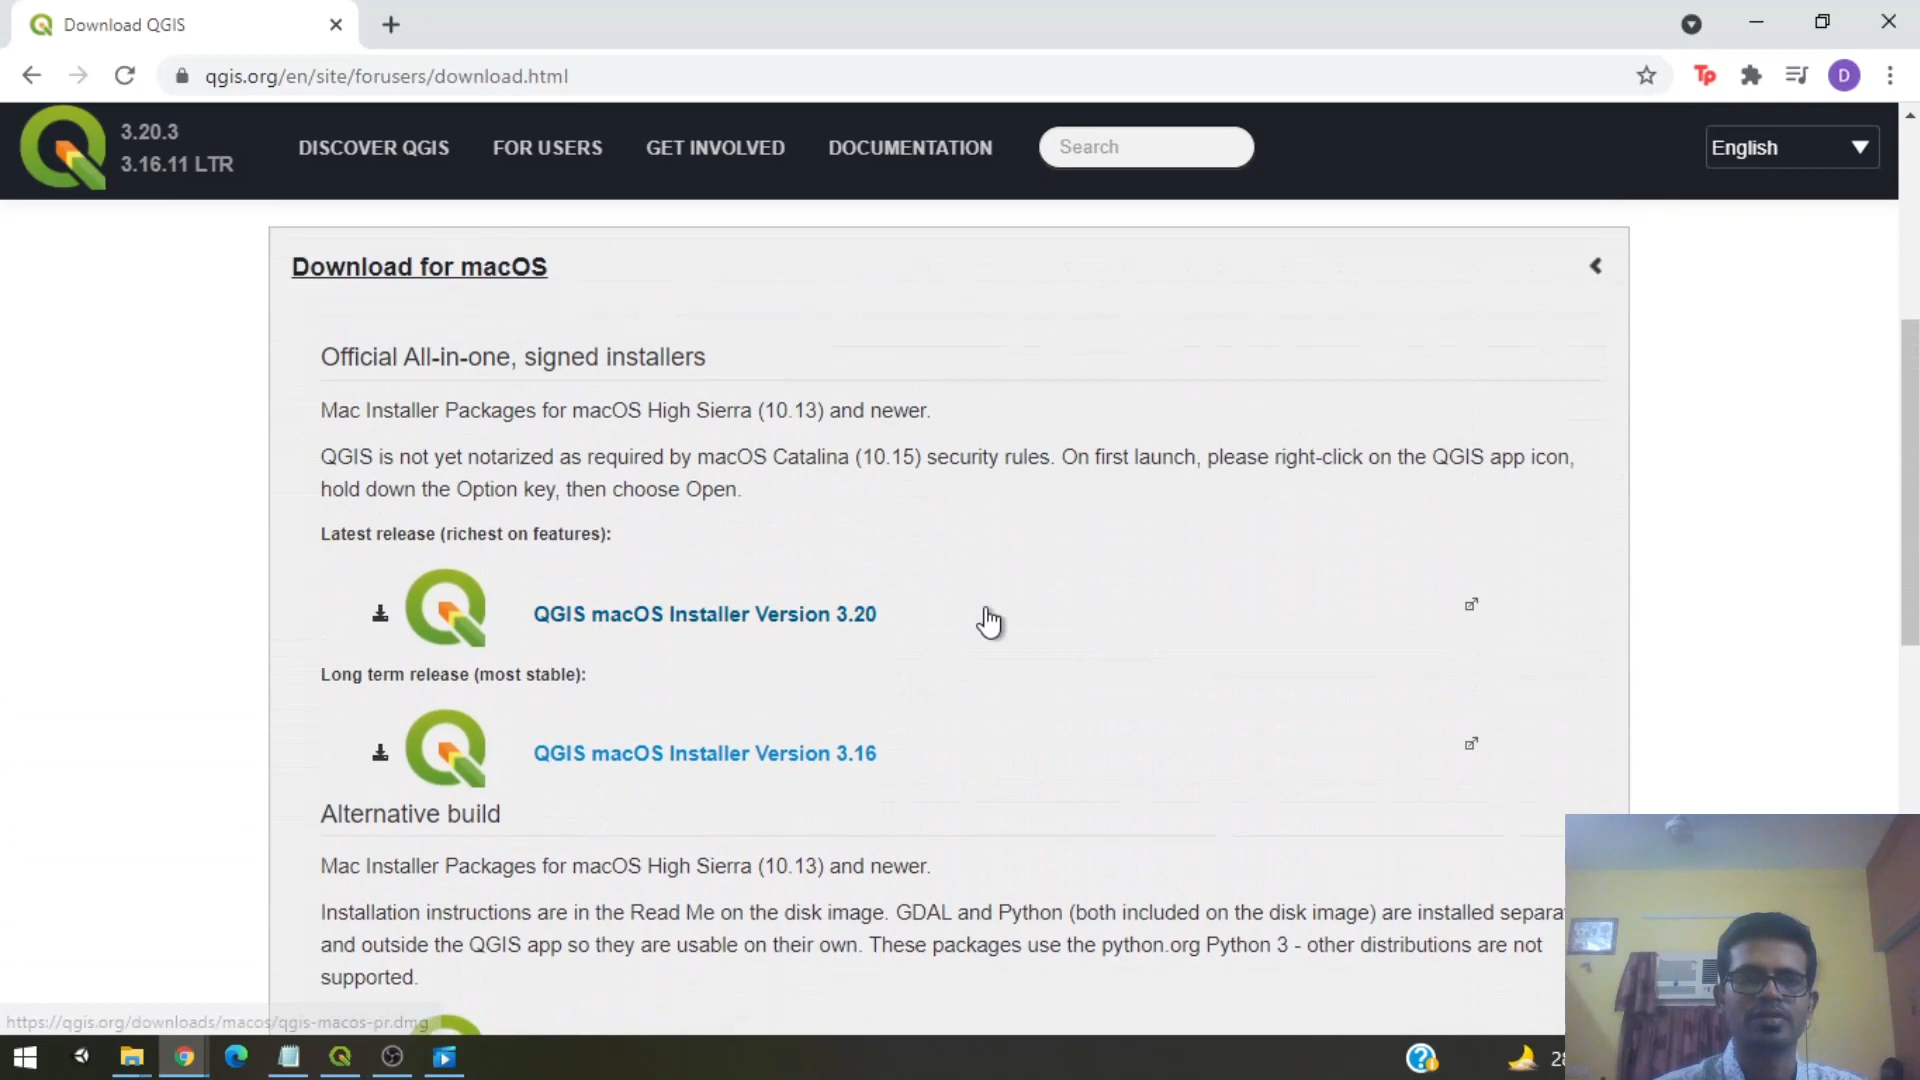 Download QGIS
qgis.org/en/site/forusers/download.html
Tp
D
3.20.3
3.16.11 LTR
DISCOVER QGIS
FOR USERS
GET INVOLVED
DOCUMENTATION
Search
English
Download for macOS
Official All-in-one, signed installers
Mac Installer Packages for macOS High Sierra (10.13) and newer.
QGIS is not yet notarized as required by macOS Catalina (10.15) security rules. On first launch, please right-click on the QGIS app icon,
hold down the Option key, then choose Open.
Latest release (richest on features):
QGIS macOS Installer Version 3.20
Long term release (most stable):
QGIS macOS Installer Version 3.16
Alternative build
Mac Installer Packages for macOS High Sierra (10.13) and newer.
Installation instructions are in the Read Me on the disk image. GDAL and Python (both included on the disk image) are installed separa
and outside the QGIS app so they are usable on their own. These packages use the python.org Python 3 - other distributions are not
supported.
https://qgis.org/downloads/macos/qgis-macos-pr.dmg